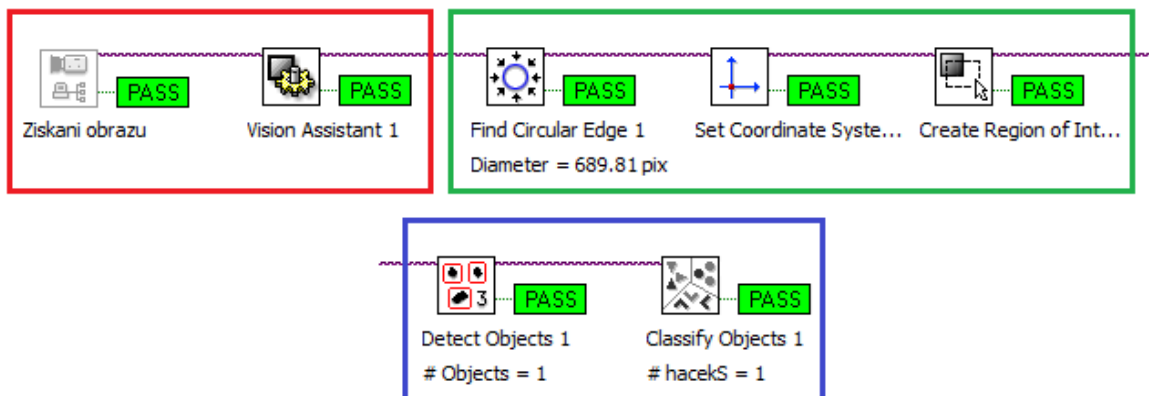 PASS PASS PASS PASS PASS
Ziskani obrazu Vision Assistant 1 Find Circular Edge 1 Set Coordinate Syste... Create Region of Int...
Diameter = 689.81 pix
3 PASS PASS
Detect Objects 1 Classify Objects 1
# Objects = 1 # hacekS = 1